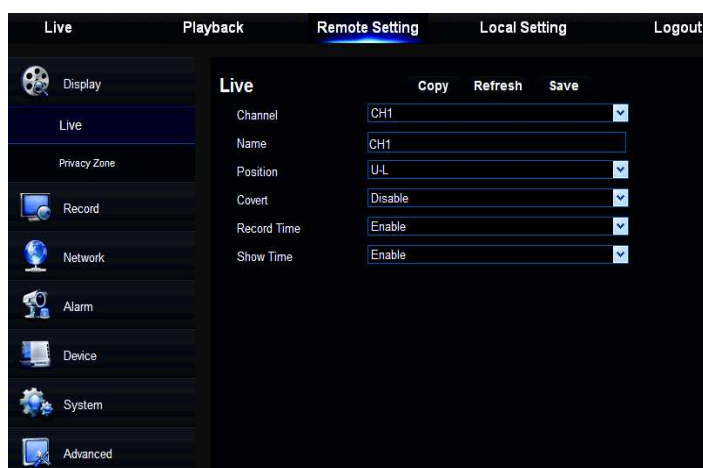 Live Playback Remote Setting Local Setting Logout
Display
Live
Privacy Zone
Record
Network
Alarm
Device
System
Advanced
Live Copy Refresh Save
Channel CH1
Name CH1
Position U-L
Covert Disable
Record Time Enable
Show Time Enable